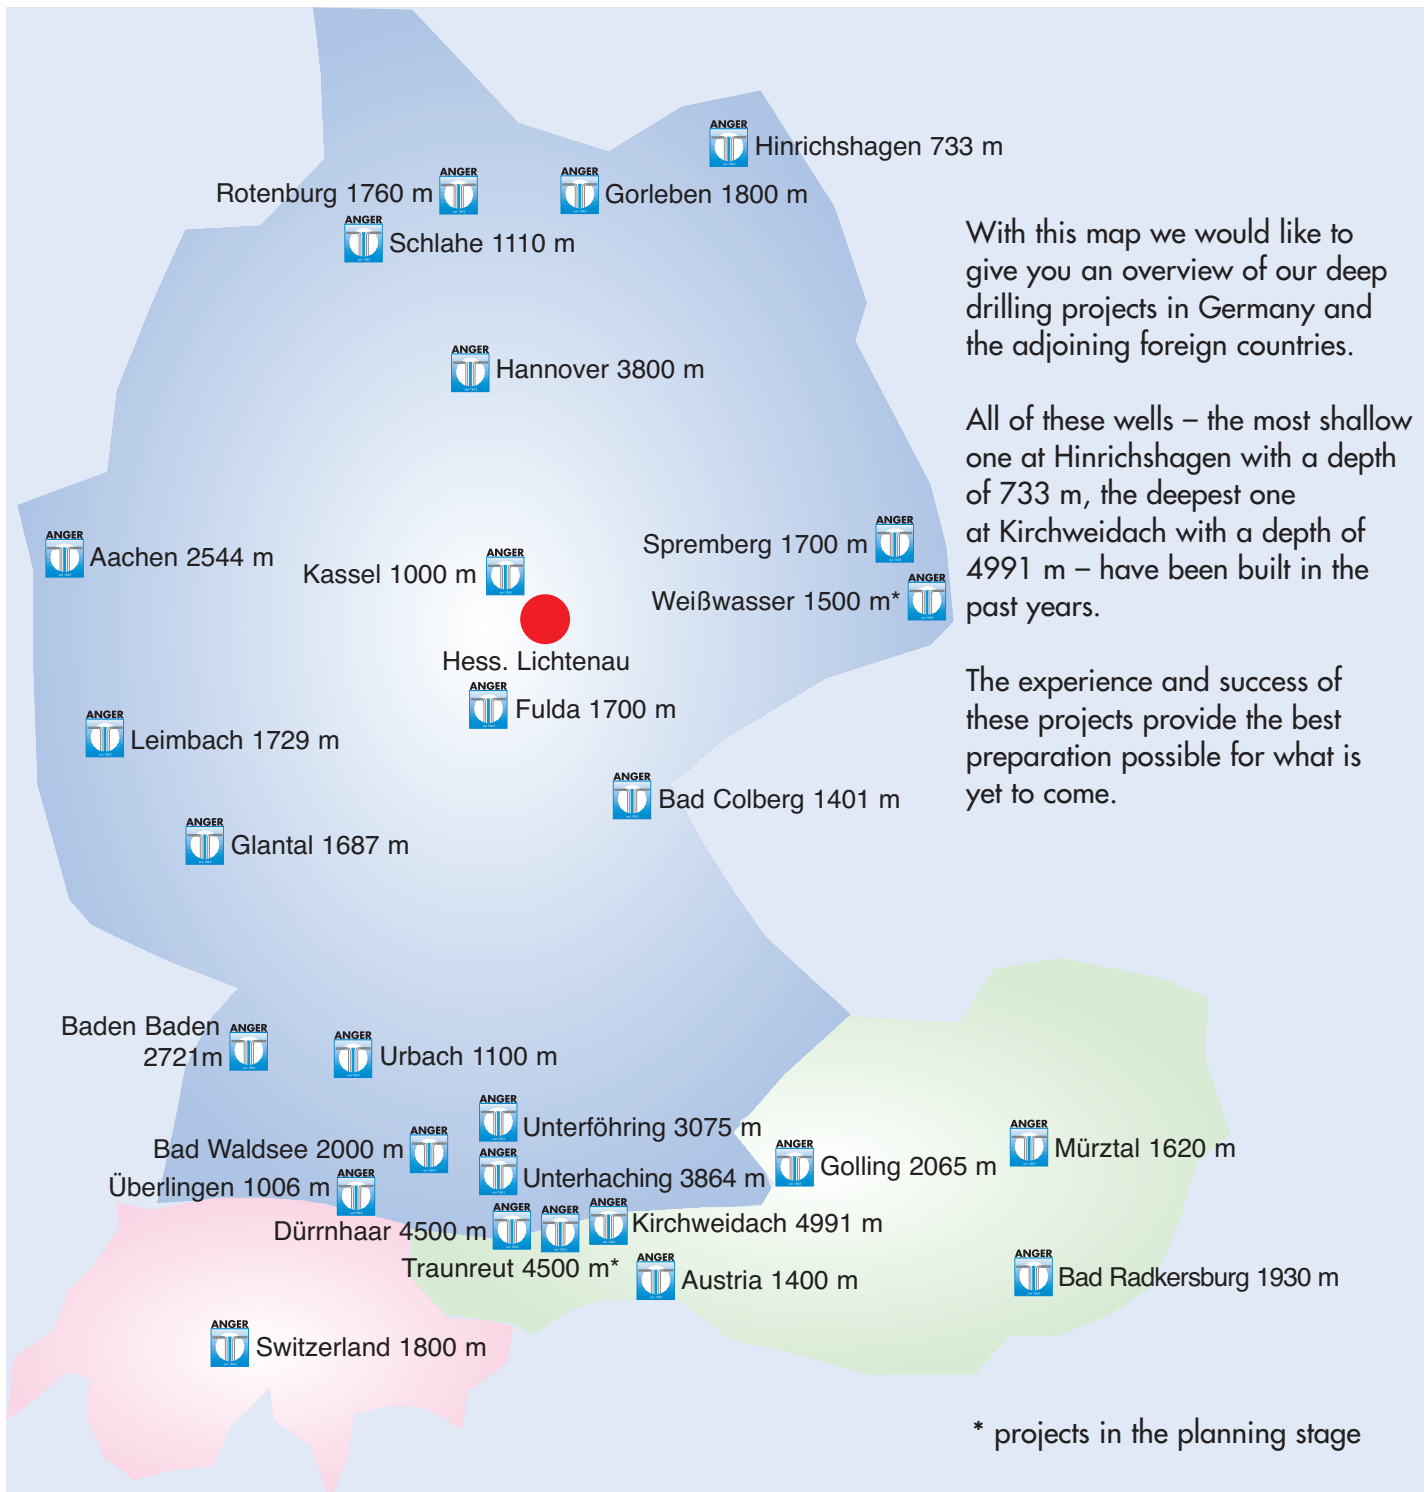 ANGER
Hinrichshagen 733 m
ANGER
Rotenburg 1760 m
ANGER
Gorleben 1800 m
ANGER
Schlahe 1110 m
With this map we would like to
give you an overview of our deep
drilling projects in Germany and
the adjoining foreign countries.
ANGER
Hannover 3800 m
All of these wells – the most shallow
one at Hinrichshagen with a depth
of 733 m, the deepest one
at Kirchweidach with a depth of
4991 m – have been built in the
past years.
ANGER
Aachen 2544 m
ANGER
Kassel 1000 m
ANGER
Spremberg 1700 m
ANGER
Weißwasser 1500 m*
Hess. Lichtenau
ANGER
Fulda 1700 m
The experience and success of
these projects provide the best
preparation possible for what is
yet to come.
ANGER
Leimbach 1729 m
ANGER
Bad Colberg 1401 m
ANGER
Glantal 1687 m
Baden Baden
2721m
ANGER
ANGER
Urbach 1100 m
ANGER
Unterföhring 3075 m
ANGER
Bad Waldsee 2000 m
ANGER
Golling 2065 m
ANGER
Mürztal 1620 m
ANGER
Unterhaching 3864 m
ANGER
Überlingen 1006 m
ANGER
Dürrnhaar 4500 m
ANGER
Traunreut 4500 m*
ANGER
Kirchweidach 4991 m
ANGER
Austria 1400 m
ANGER
Bad Radkersburg 1930 m
ANGER
Switzerland 1800 m
* projects in the planning stage